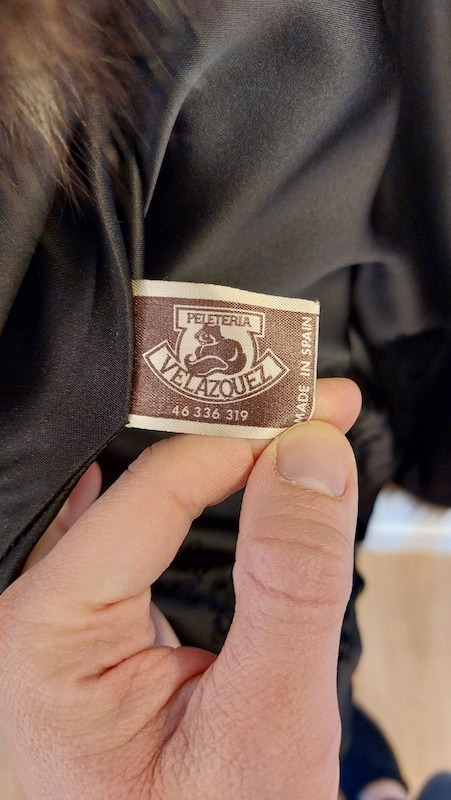 PELETERIA
VELAZQUEZ
46 336 319
MADE IN SPAIN